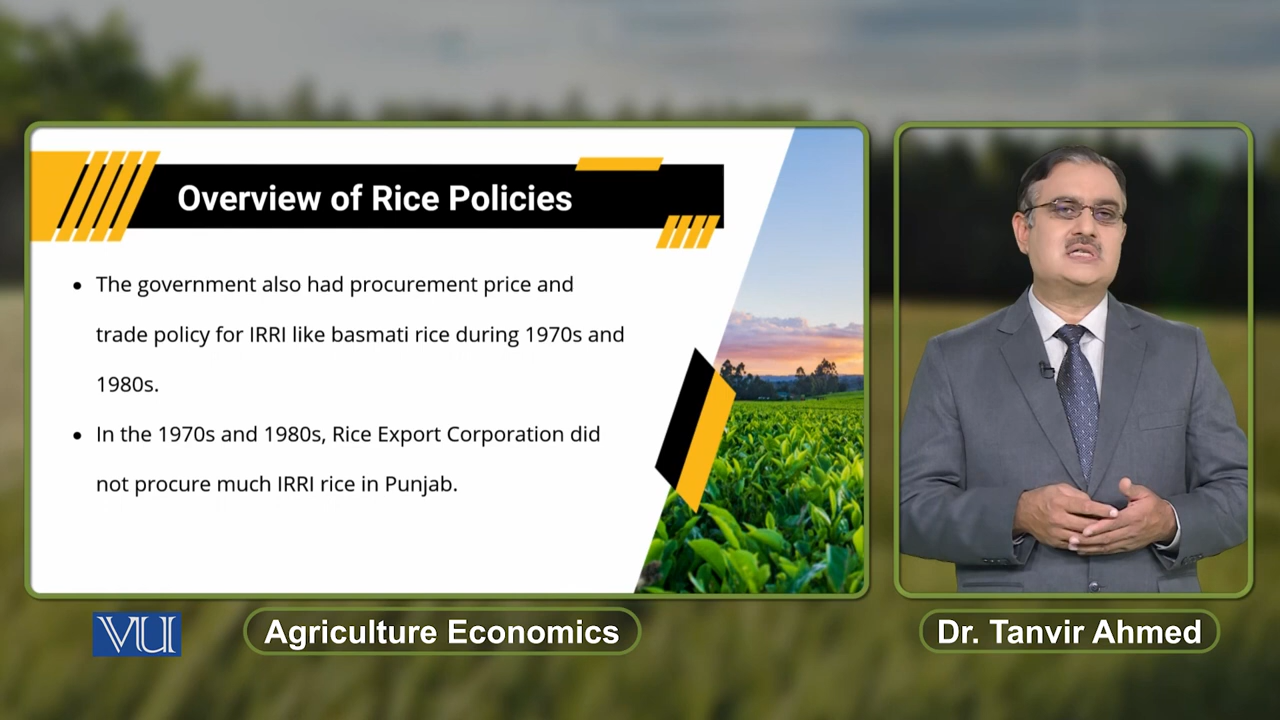 Overview of Rice Policies
• The government also had procurement price and
trade policy for IRRI like basmati rice during 1970s and
1980s.
• In the 1970s and 1980s, Rice Export Corporation did
not procure much IRRI rice in Punjab.
VU
Agriculture Economics
Dr. Tanvir Ahmed